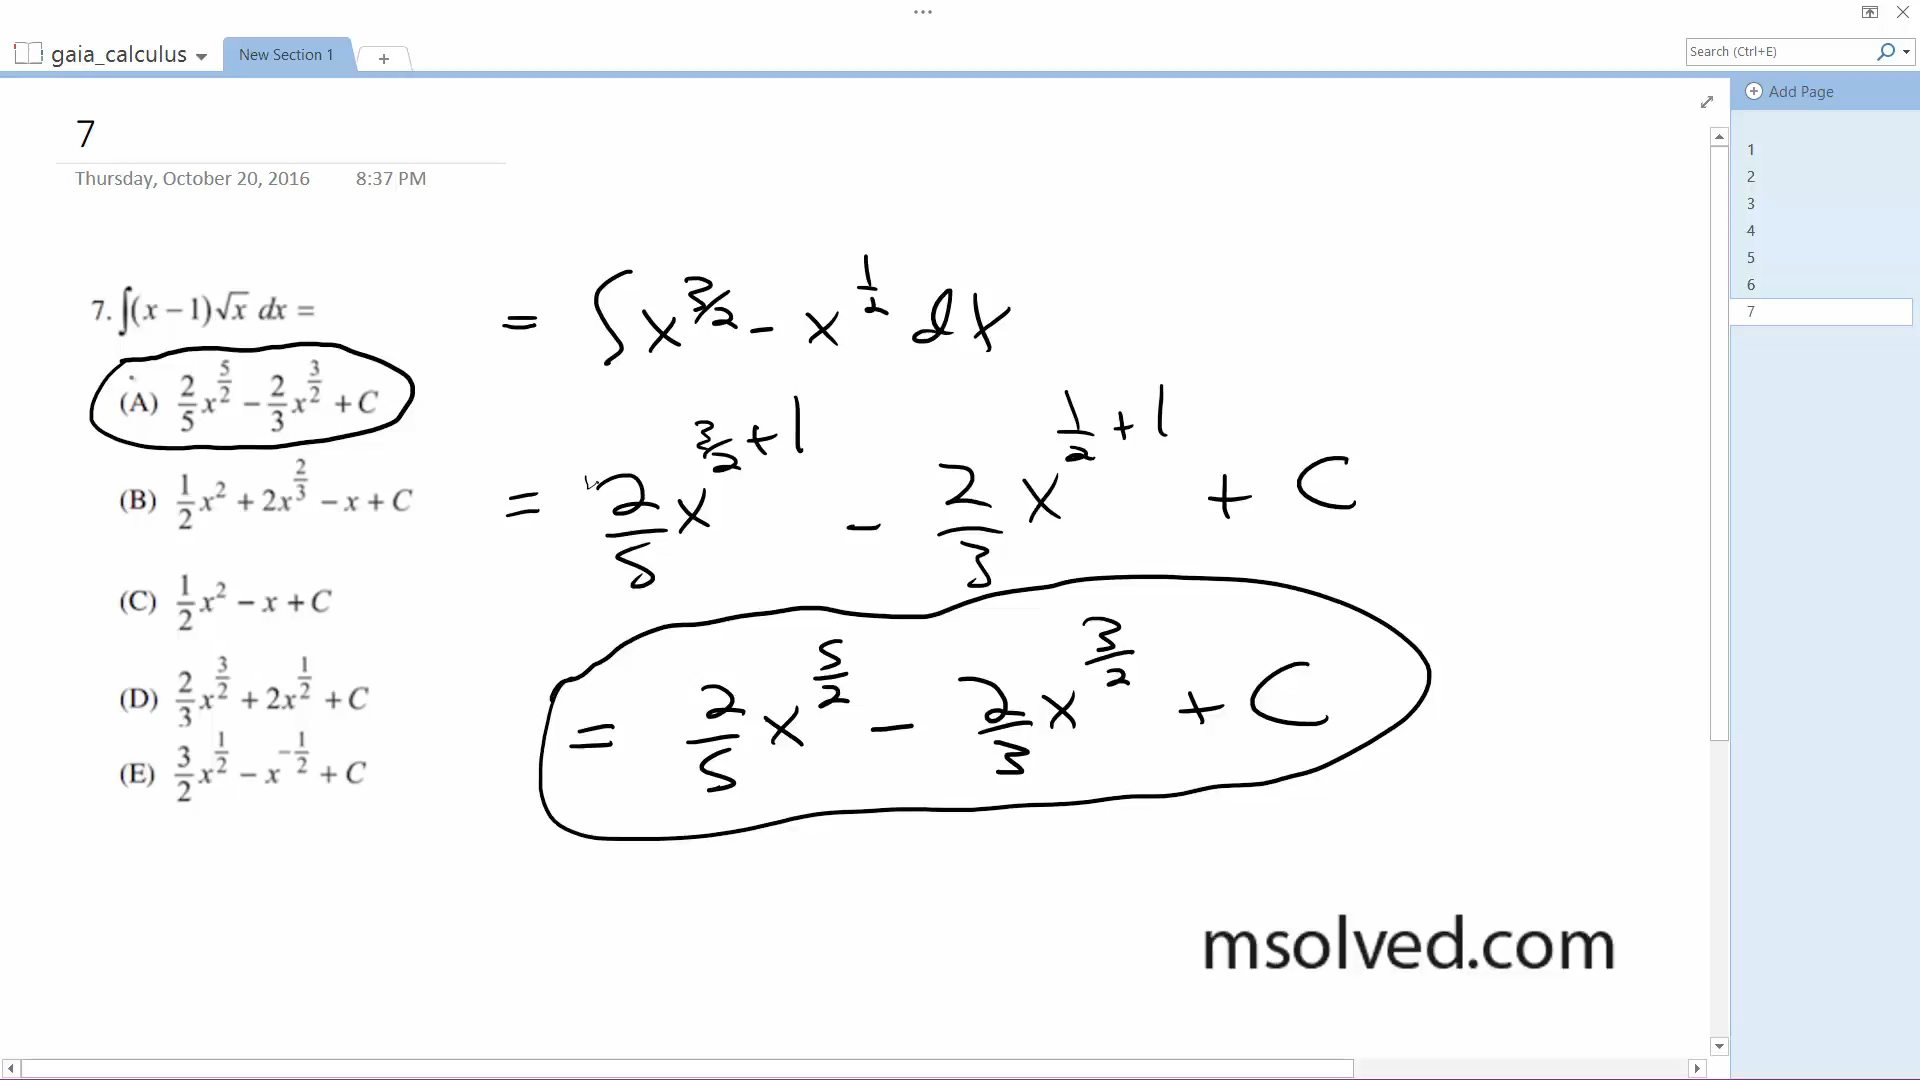 ...
gaia_calculus New Section 1 +
Search (Ctrl+E)
Add Page
7
Thursday, October 20, 2016 8:37 PM
1
2
3
4
5
6
7
7. ∫(x − 1)√x dx =
(A) 2/5 x^(5/2) − 2/3 x^(3/2) + C
(B) 1/2 x² + 2x^(2/3) − x + C
(C) 1/2 x² − x + C
(D) 2/3 x^(3/2) + 2x^(1/2) + C
(E) 3/2 x^(1/2) − x^(−1/2) + C
= ∫ x^(3/2) − x^(1/2) dx
= 2/5 x^(3/2 + 1) − 2/3 x^(1/2 + 1) + C
= 2/5 x^(5/2) − 2/3 x^(3/2) + C
msolved.com